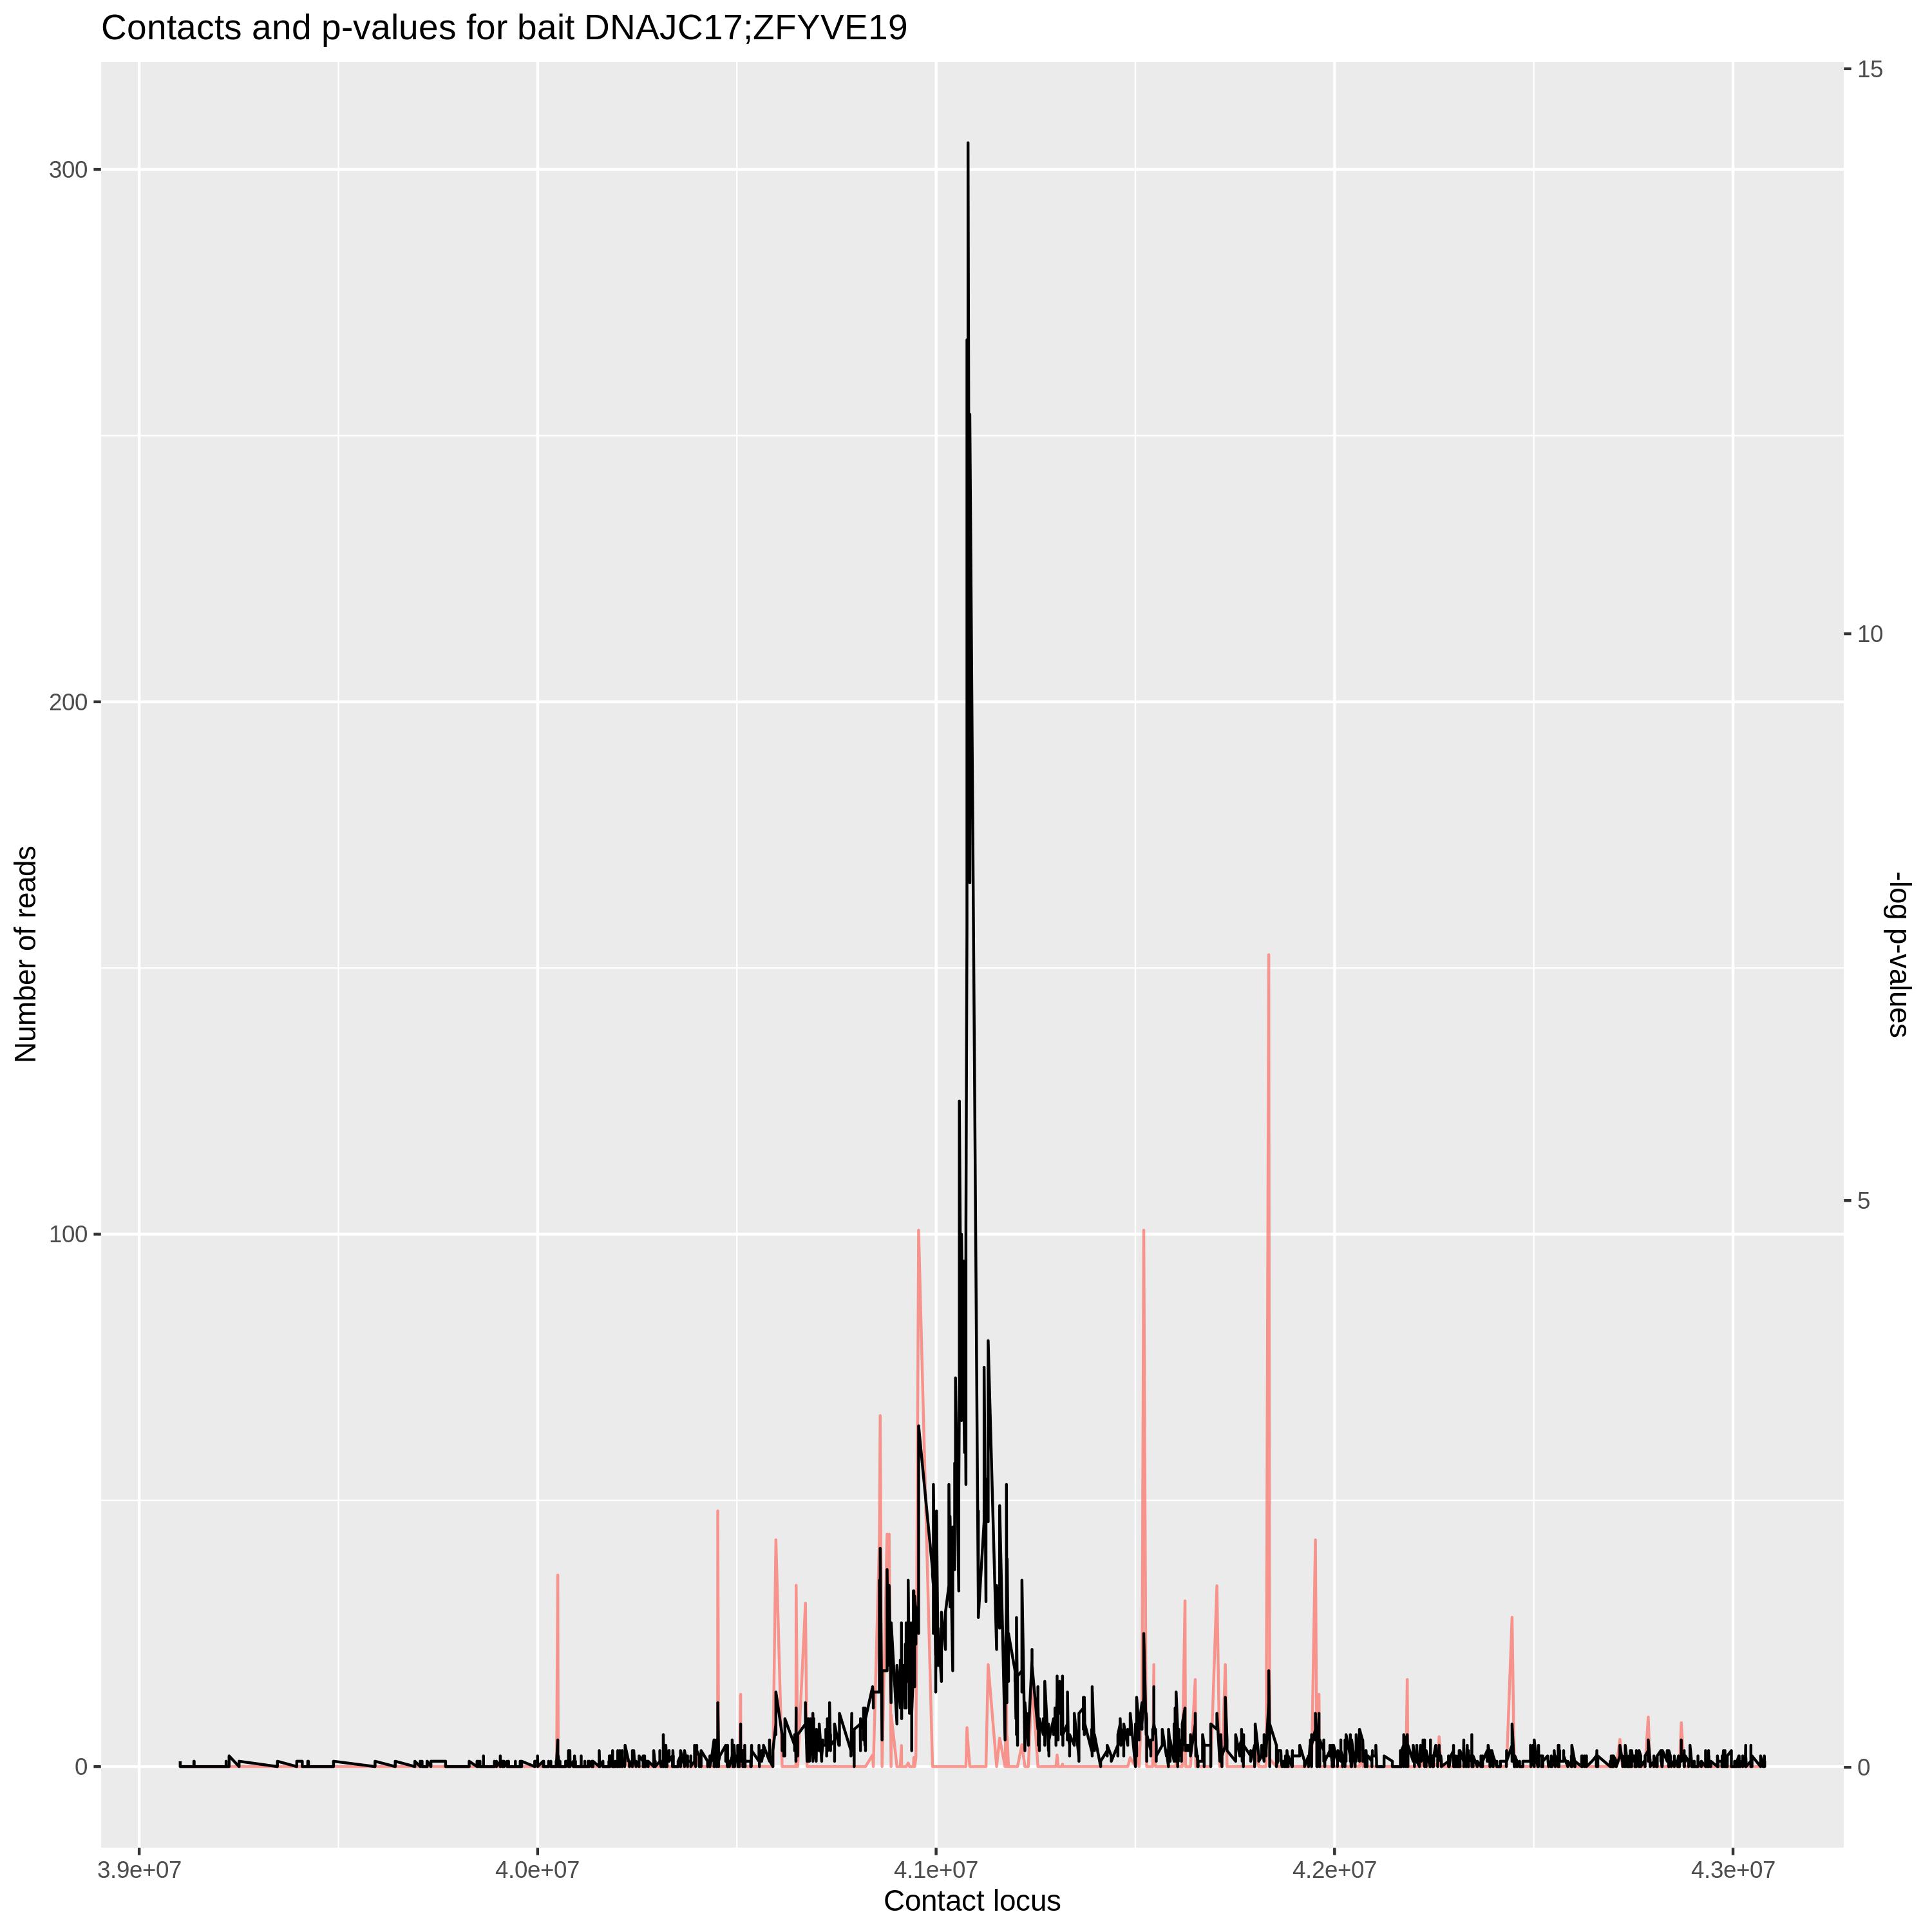 Contacts and p-values for bait DNAJC17;ZFYVE19
300
200
100
0
Number of reads
15
10
5
0
-log p-values
3.9e+07
4.0e+07
4.1e+07
4.2e+07
4.3e+07
Contact locus